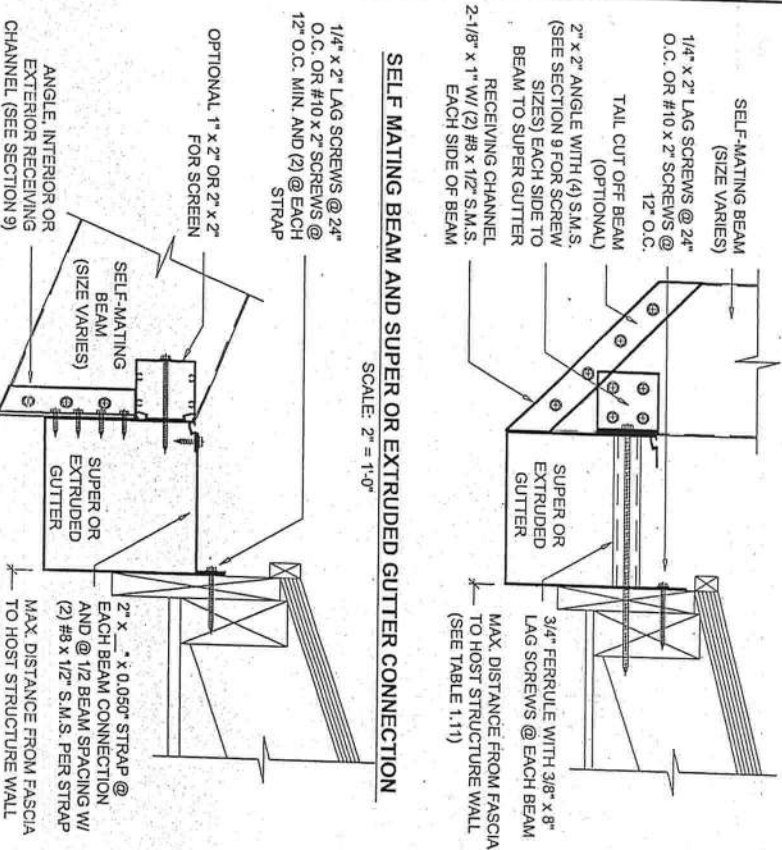 SELF-MATING BEAM
(SIZE VARIES)
1/4" x 2" LAG SCREWS @ 24"
O.C. OR #10 x 2" SCREWS @
12" O.C.
TAIL CUT OFF BEAM
(OPTIONAL)
2" x 2" ANGLE WITH (4) S.M.S.
(SEE SECTION 9 FOR SCREW
SIZES) EACH SIDE TO
BEAM TO SUPER GUTTER
RECEIVING CHANNEL
2-1/8" x 1" W/ (2) #8 x 1/2" S.M.S.
EACH SIDE OF BEAM
SUPER OR
EXTRUDED
GUTTER
3/4" FERRULE WITH 3/8" x 8"
LAG SCREWS @ EACH BEAM
MAX. DISTANCE FROM FASCIA
TO HOST STRUCTURE WALL
(SEE TABLE 1.11)
SELF MATING BEAM AND SUPER OR EXTRUDED GUTTER CONNECTION
SCALE: 2" = 1'-0"
1/4" x 2" LAG SCREWS @ 24"
O.C. OR #10 x 2" SCREWS @
12" O.C. MIN. AND (2) @ EACH
STRAP
OPTIONAL 1" x 2" OR 2" x 2"
FOR SCREEN
SELF-MATING
BEAM
(SIZE VARIES)
ANGLE, INTERIOR OR
EXTERIOR RECEIVING
CHANNEL (SEE SECTION 9)
SUPER OR
EXTRUDED
GUTTER
2" x __" x 0.050" STRAP @
EACH BEAM CONNECTION
AND @ 1/2 BEAM SPACING W/
(2) #8 x 1/2" S.M.S. PER STRAP
MAX. DISTANCE FROM FASCIA
TO HOST STRUCTURE WALL